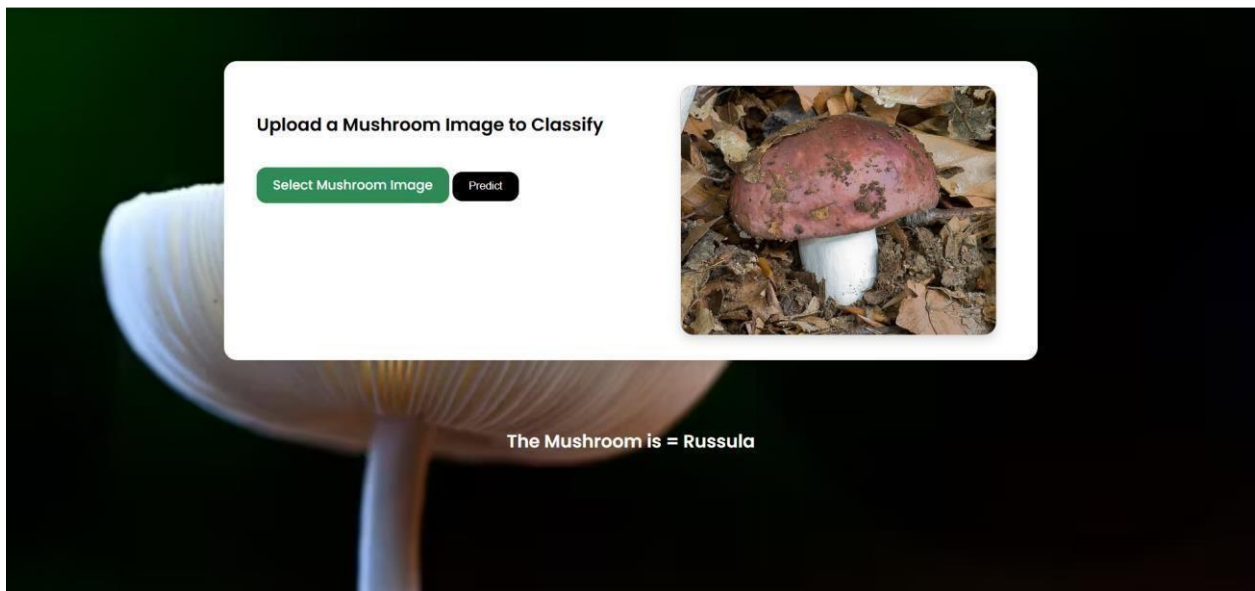 Upload a Mushroom Image to Classify
Select Mushroom Image Predict
The Mushroom is = Russula